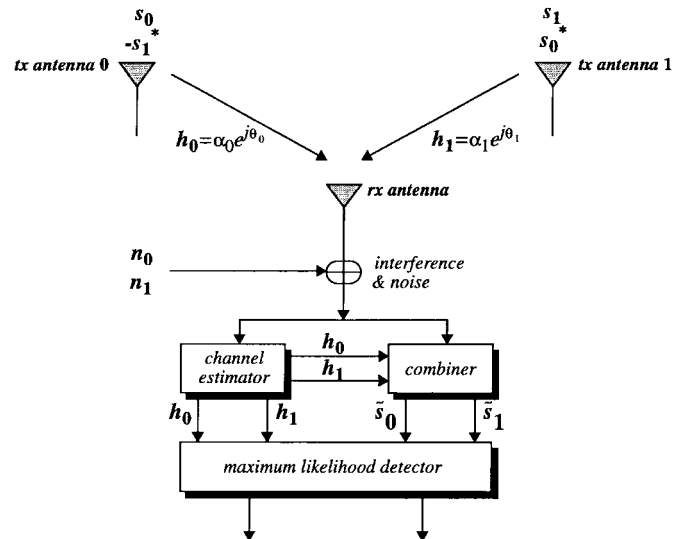 s0 s1
-s1* s0*
tx antenna 0 tx antenna 1
h0=α0e^jθ0 h1=α1e^jθ1
rx antenna
n0
n1
interference
& noise
channel
estimator
h0
h1
combiner
h0 h1 s̃0 s̃1
maximum likelihood detector